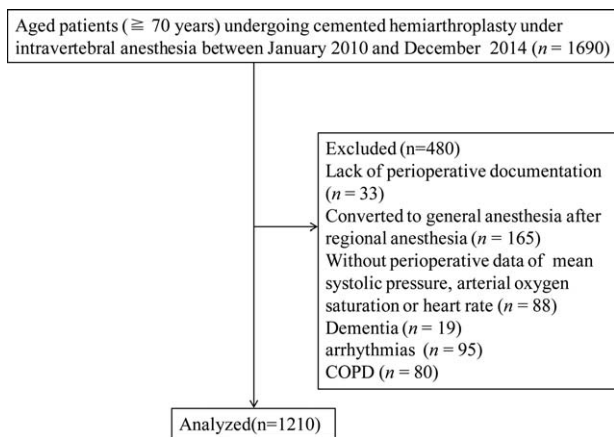 Aged patients (≧ 70 years) undergoing cemented hemiarthroplasty under
intravertebral anesthesia between January 2010 and December 2014 (n = 1690)
Excluded (n=480)
Lack of perioperative documentation
(n = 33)
Converted to general anesthesia after
regional anesthesia (n = 165)
Without perioperative data of mean
systolic pressure, arterial oxygen
saturation or heart rate (n = 88)
Dementia (n = 19)
arrhythmias (n = 95)
COPD (n = 80)
Analyzed(n=1210)